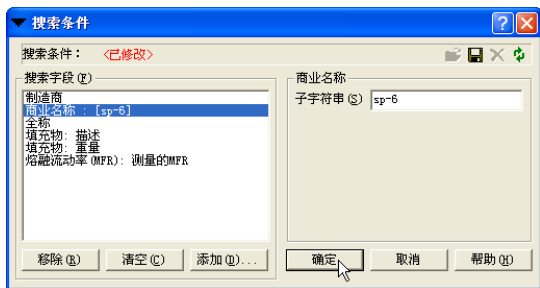 搜索条件
搜索条件： <已修改>
搜索字段(F)
制造商
商业名称 : [sp-6]
全称
填充物: 描述
填充物: 重量
熔融流动率(MFR): 测量的MFR
移除(R) 清空(C) 添加(D)...
商业名称
子字符串(S) sp-6
确定 取消 帮助(H)